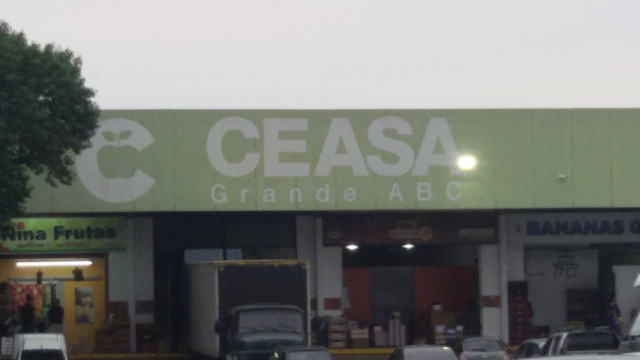 CEASA
Grande ABC
Nina Frutas
BANANAS